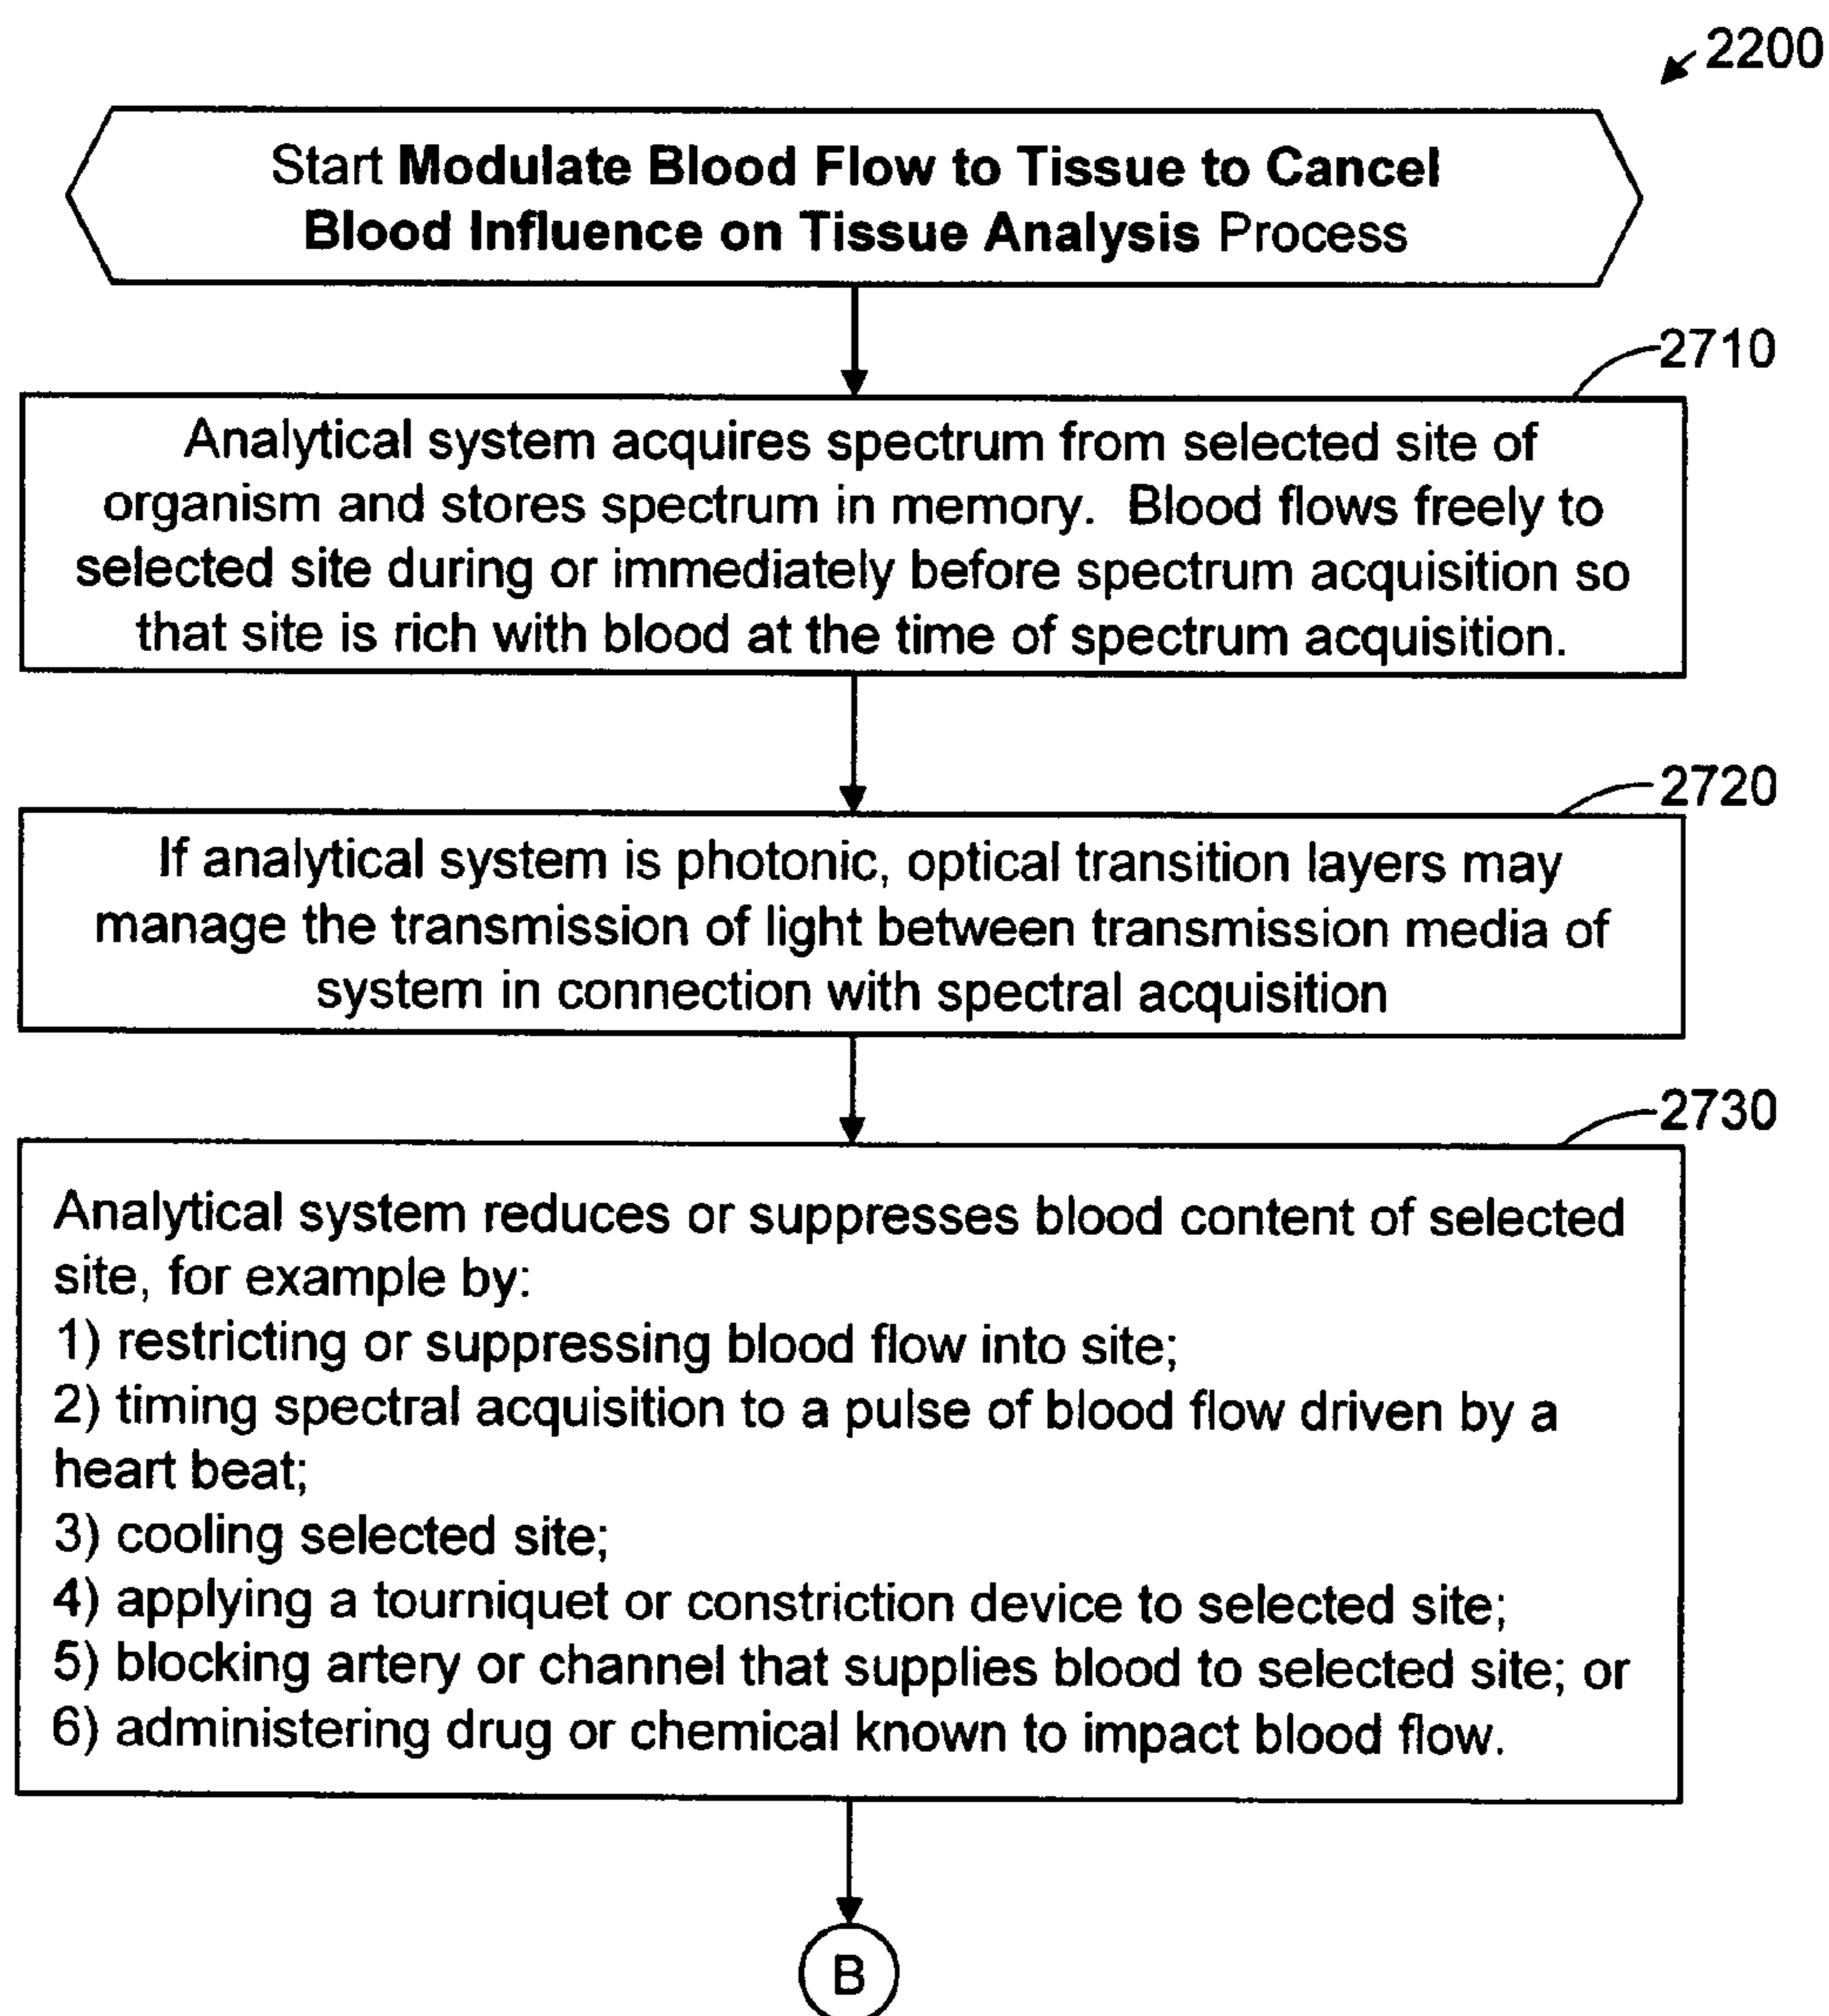 2200
Start Modulate Blood Flow to Tissue to Cancel
Blood Influence on Tissue Analysis Process
2710
Analytical system acquires spectrum from selected site of
organism and stores spectrum in memory.  Blood flows freely to
selected site during or immediately before spectrum acquisition so
that site is rich with blood at the time of spectrum acquisition.
2720
If analytical system is photonic, optical transition layers may
manage the transmission of light between transmission media of
system in connection with spectral acquisition
2730
Analytical system reduces or suppresses blood content of selected
site, for example by:
1) restricting or suppressing blood flow into site;
2) timing spectral acquisition to a pulse of blood flow driven by a
heart beat;
3) cooling selected site;
4) applying a tourniquet or constriction device to selected site;
5) blocking artery or channel that supplies blood to selected site; or
6) administering drug or chemical known to impact blood flow.
B